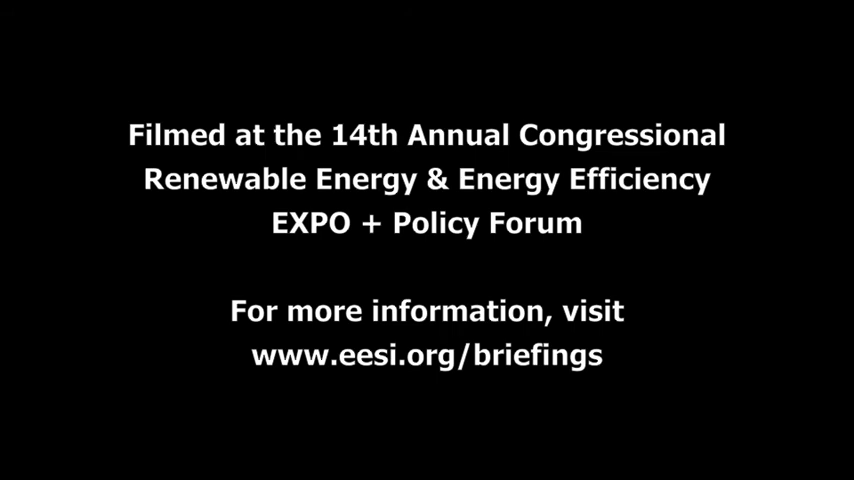 Filmed at the 14th Annual Congressional
Renewable Energy & Energy Efficiency
EXPO + Policy Forum
For more information, visit
www.eesi.org/briefings